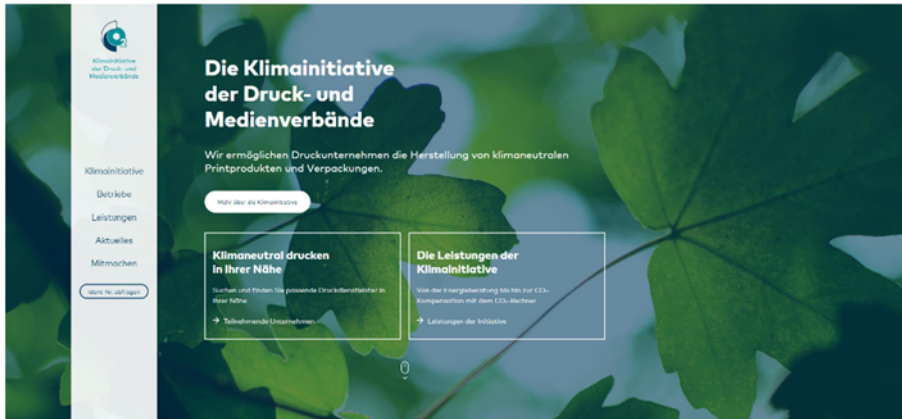 Klimainitiative
der Druck- und
Medienverbände
Klimainitiative
Betriebe
Leistungen
Aktuelles
Mitmachen
Ident Nr. abfragen
Die Klimainitiative
der Druck- und
Medienverbände
Wir ermöglichen Druckunternehmen die Herstellung von klimaneutralen
Printprodukten und Verpackungen.
Mehr über die Klimainitiative
Klimaneutral drucken
in Ihrer Nähe
Suchen und finden Sie passende Druckdienstleister in
Ihrer Nähe.
→ Teilnehmende Unternehmen
Die Leistungen der
Klimainitiative
Von der Energieberatung bis hin zur CO₂-
Kompensation mit dem CO₂-Rechner
→ Leistungen der Initiative